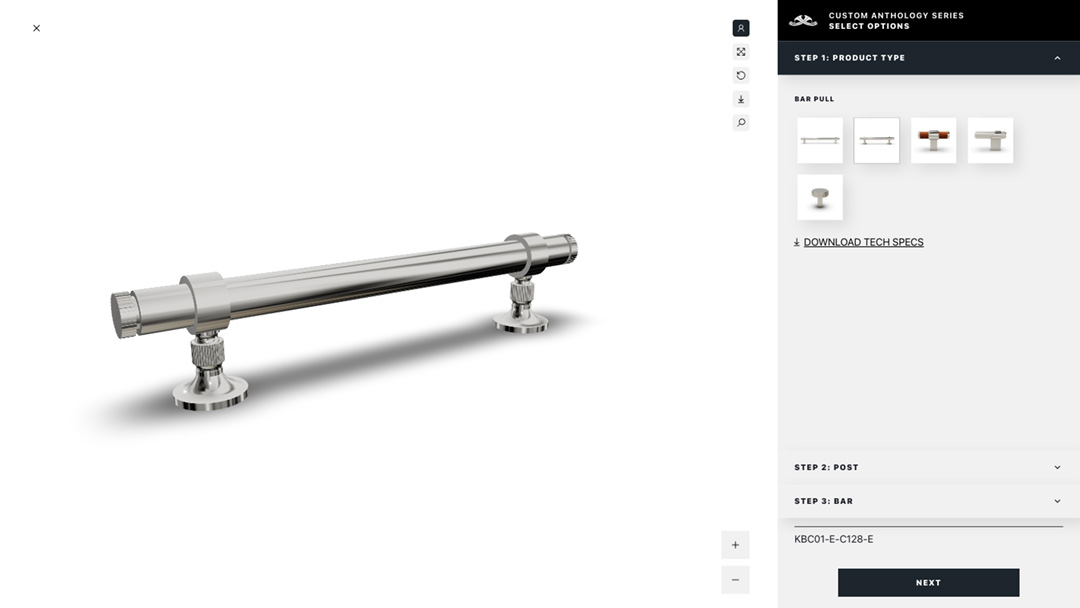 CUSTOM ANTHOLOGY SERIES
SELECT OPTIONS
STEP 1: PRODUCT TYPE
BAR PULL
DOWNLOAD TECH SPECS
STEP 2: POST
STEP 3: BAR
KBC01-E-C128-E
NEXT